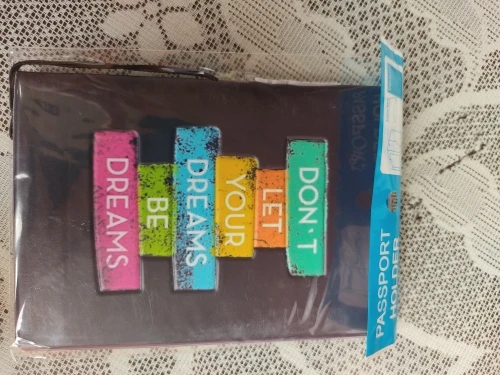 PASSPORT
HOLDER
DON'T
LET
YOUR
DREAMS
BE
DREAMS